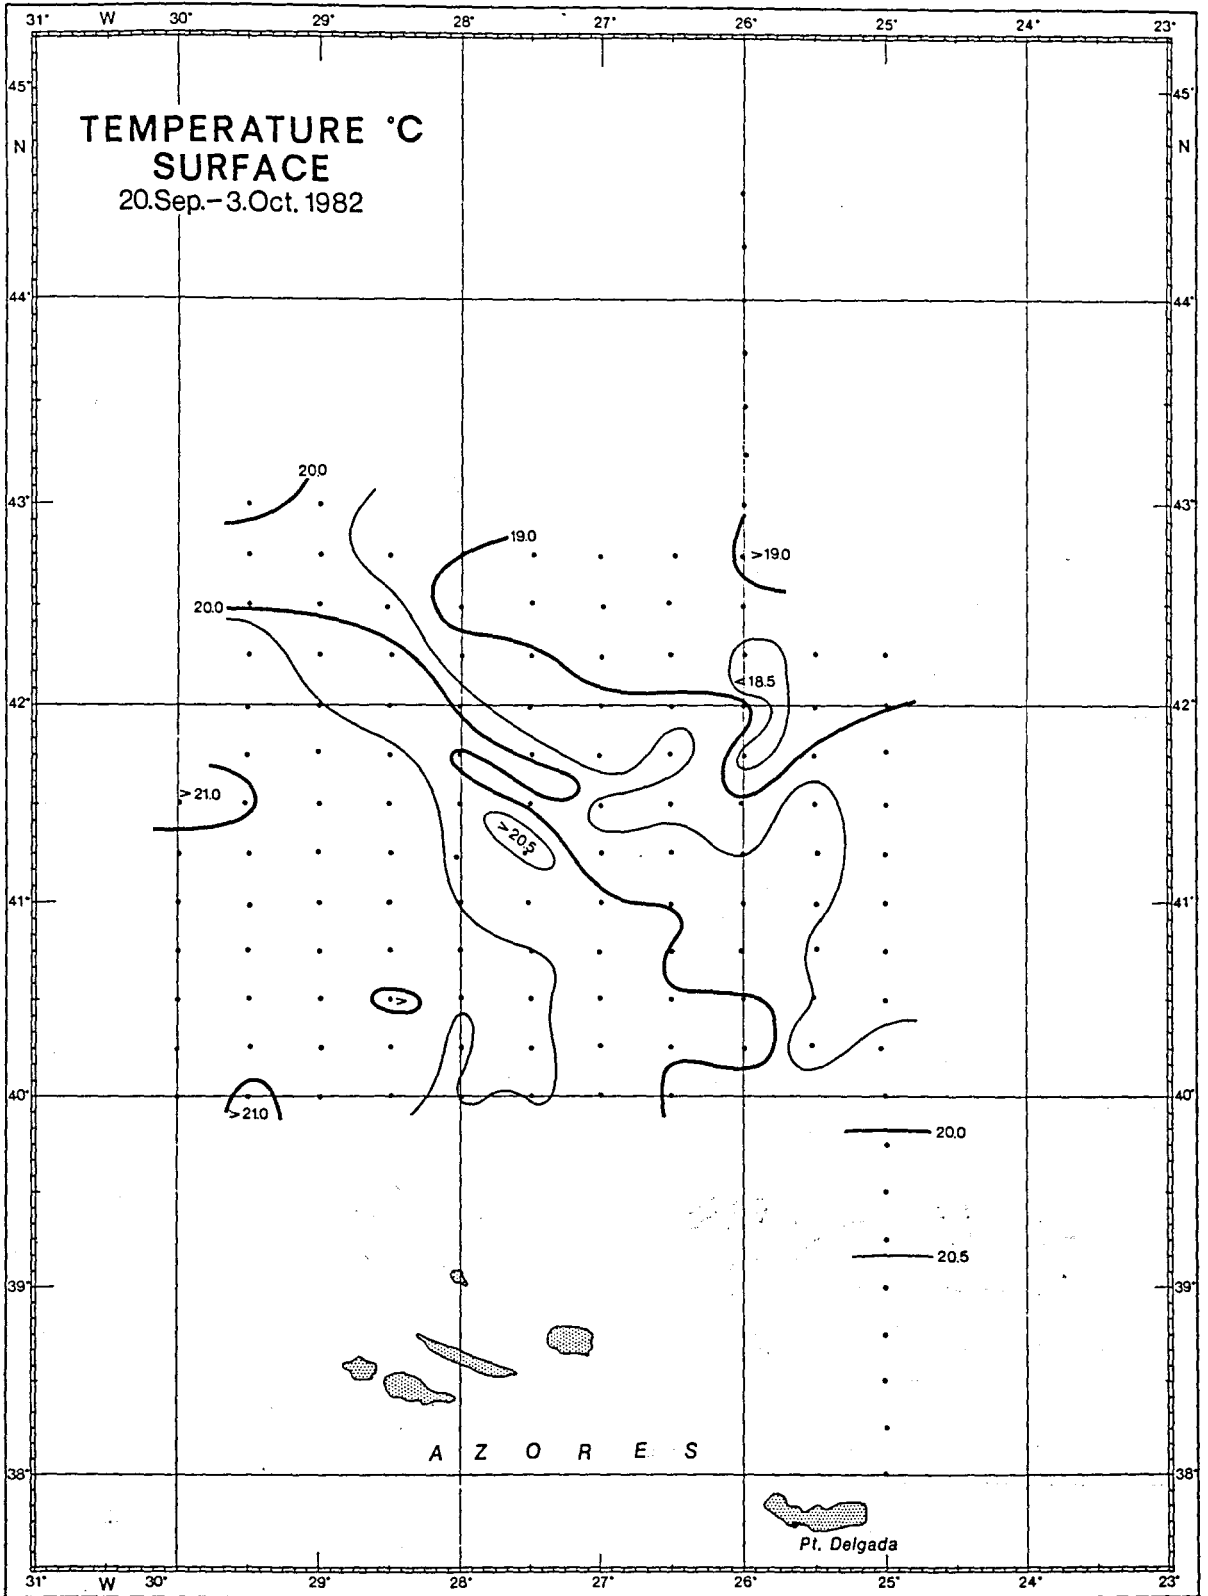 31° W 30° 29° 28° 27° 26° 25° 24° 23°
45° 45°
TEMPERATURE °C
N N
SURFACE
20.Sep.-3.Oct. 1982
44° 44°
20.0
43° 43°
19.0
>19.0
20.0
<18.5
42° 42°
>21.0
>20.5
41° 41°
>
40° 40°
>21.0
20.0
20.5
39° 39°
AZORES
38° 38°
Pt. Delgada
31° W 30° 29° 28° 27° 26° 25° 24° 23°